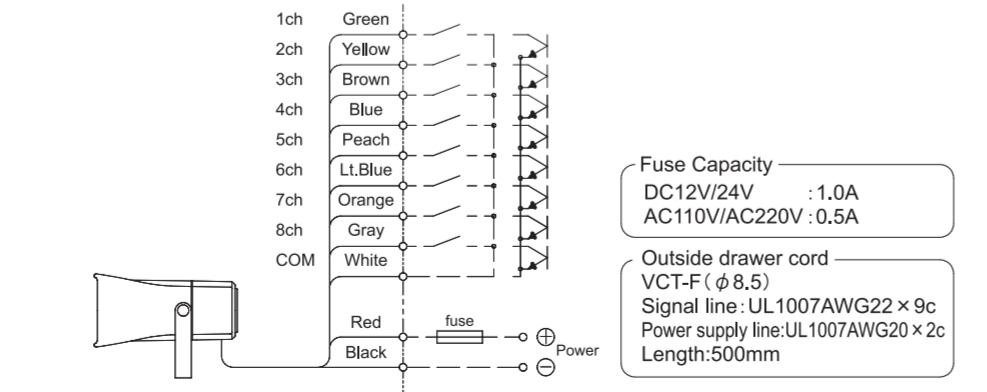 1ch Green
2ch Yellow
3ch Brown
4ch Blue
5ch Peach
6ch Lt.Blue
7ch Orange
8ch Gray
COM White
Red fuse ⊕
Black Power ⊖
Fuse Capacity
DC12V/24V :1.0A
AC110V/AC220V :0.5A
Outside drawer cord
VCT-F(ϕ8.5)
Signal line:UL1007AWG22×9c
Power supply line:UL1007AWG20×2c
Length:500mm